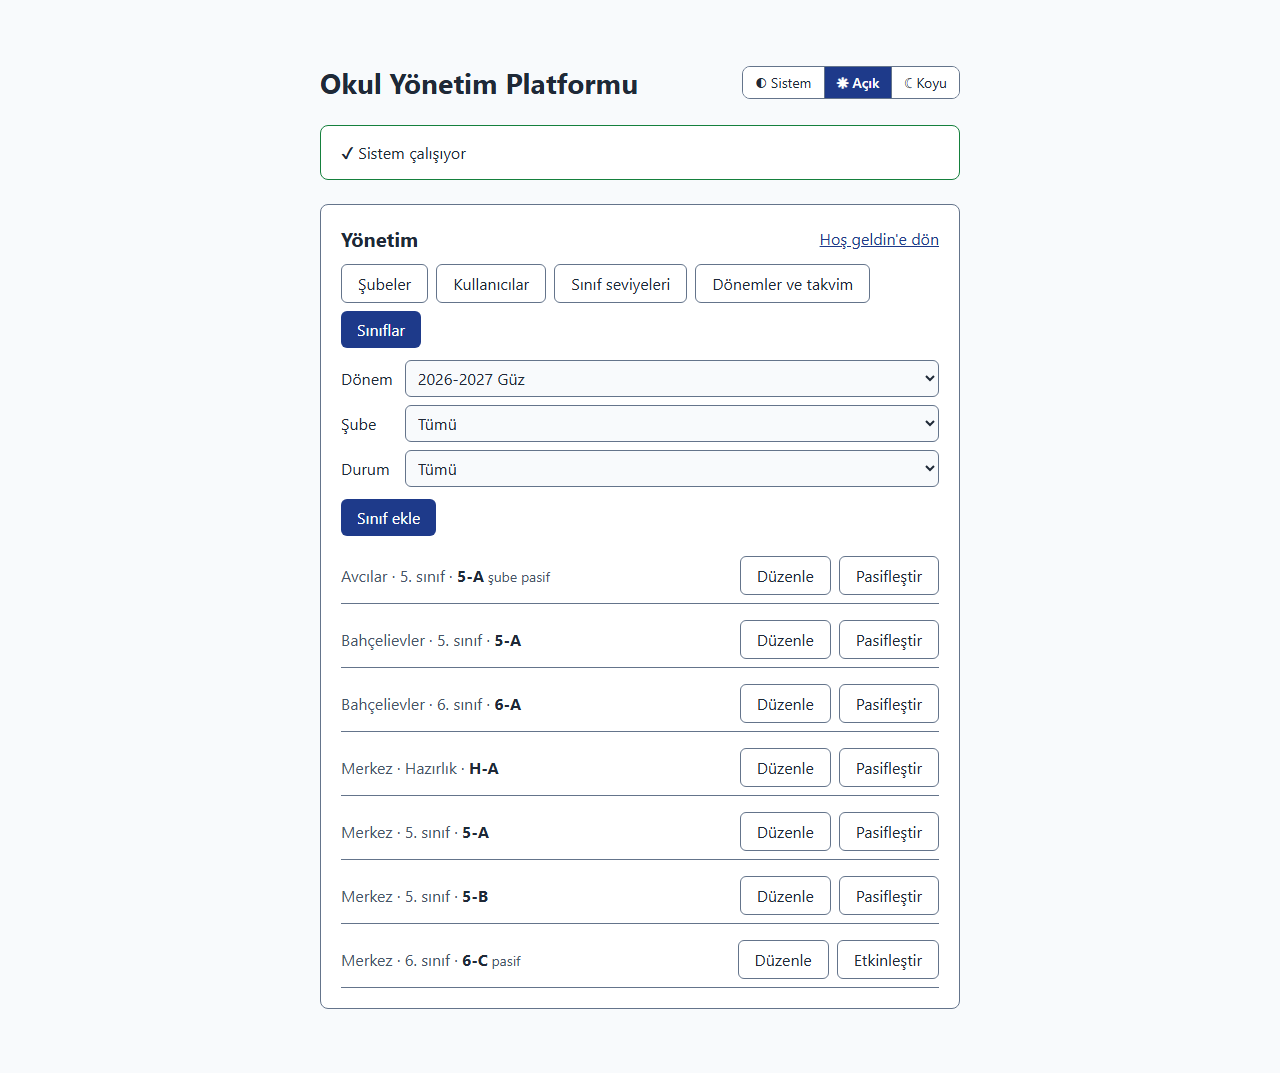 Okul Yönetim Platformu
◐ Sistem
❋ Açık
☾ Koyu
✓ Sistem çalışıyor
Yönetim
Hoş geldin'e dön
Şubeler
Kullanıcılar
Sınıf seviyeleri
Dönemler ve takvim
Sınıflar
Dönem
2026-2027 Güz
Şube
Tümü
Durum
Tümü
Sınıf ekle
Avcılar · 5. sınıf · 5-A şube pasif
Düzenle
Pasifleştir
Bahçelievler · 5. sınıf · 5-A
Düzenle
Pasifleştir
Bahçelievler · 6. sınıf · 6-A
Düzenle
Pasifleştir
Merkez · Hazırlık · H-A
Düzenle
Pasifleştir
Merkez · 5. sınıf · 5-A
Düzenle
Pasifleştir
Merkez · 5. sınıf · 5-B
Düzenle
Pasifleştir
Merkez · 6. sınıf · 6-C pasif
Düzenle
Etkinleştir